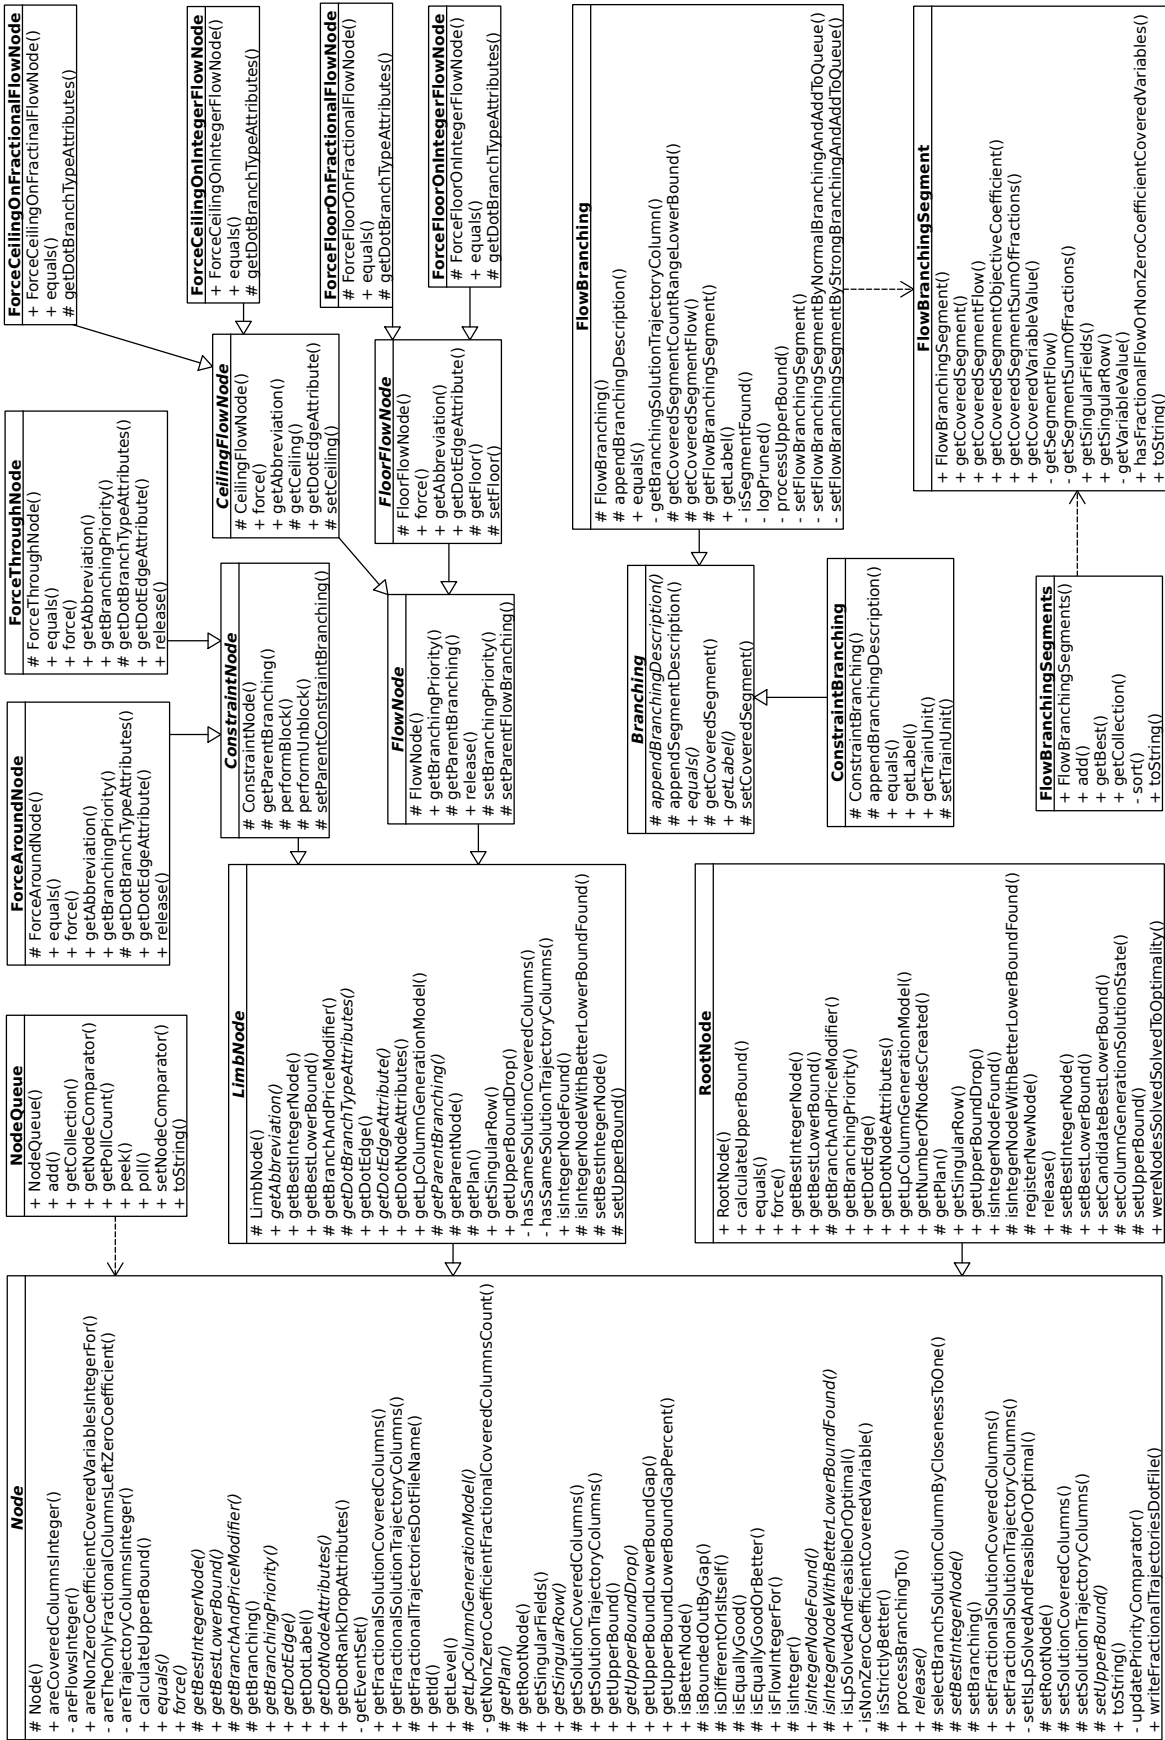 Node
# Node()
+ areCoveredColumnsInteger()
- areFlowsInteger()
+ areNonZeroCoefficientCoveredVariablesIntegerFor()
- areTheOnlyFractionalColumnsLeftZeroCoefficient()
- areTrajectoryColumnsInteger()
+ calculateUpperBound()
+ equals()
+ force()
# getBestIntegerNode()
+ getBestLowerBound()
# getBranchAndPriceModifier()
# getBranching()
+ getBranchingPriority()
+ getDotEdge()
+ getDotLabel()
+ getDotNodeAttributes()
+ getDotRankDropAttributes()
- getEventSet()
+ getFractionalSolutionCoveredColumns()
+ getFractionalSolutionTrajectoryColumns()
# getFractionalTrajectoriesDotFileName()
+ getId()
+ getLevel()
# getLpColumnGenerationModel()
- getNonZeroCoefficientFractionalCoveredColumnsCount()
# getPlan()
# getRootNode()
+ getSingularFields()
+ getSingularRow()
# getSolutionCoveredColumns()
+ getSolutionTrajectoryColumns()
+ getUpperBound()
+ getUpperBoundDrop()
+ getUpperBoundLowerBoundGap()
+ getUpperBoundLowerBoundGapPercent()
+ isBetterNode()
# isBoundedOutByGap()
# isDifferentOrItsself()
# isEquallyGood()
# isEquallyGoodOrBetter()
+ isFlowIntegerFor()
# isInteger()
+ isIntegerNodeFound()
# isIntegerNodeWithBetterLowerBoundFound()
+ isLpSolvedAndFeasibleOrOptimal()
- isNonZeroCoefficientCoveredVariable()
# isStrictlyBetter()
+ processBranchingTo()
+ release()
# selectBranchSolutionColumnByClosenessToOne()
# setBestIntegerNode()
# setBranching()
+ setFractionalSolutionCoveredColumns()
+ setFractionalSolutionTrajectoryColumns()
- setIsLpSolvedAndFeasibleOrOptimal()
# setRootNode()
# setSolutionCoveredColumns()
# setSolutionTrajectoryColumns()
# setUpperBound()
+ toString()
- updatePriorityComparator()
+ writeFractionalTrajectoriesDotFile()
NodeQueue
+ NodeQueue()
+ add()
+ getCollection()
+ getNodeComparator()
+ getPollCount()
+ peek()
+ poll()
+ setNodeComparator()
+ toString()
LimbNode
# LimbNode()
+ getAbbreviation()
+ getBestIntegerNode()
+ getBestLowerBound()
# getBranchAndPriceModifier()
# getDotBranchTypeAttributes()
+ getDotEdge()
+ getDotEdgeAttribute()
+ getDotNodeAttributes()
+ getLpColumnGenerationModel()
# getParentBranching()
# getParentNode()
# getPlan()
+ getSingularRow()
+ getUpperBoundDrop()
- hasSameSolutionCoveredColumns()
- hasSameSolutionTrajectoryColumns()
+ isIntegerNodeFound()
# isIntegerNodeWithBetterLowerBoundFound()
# setBestIntegerNode()
# setUpperBound()
RootNode
+ RootNode()
+ calculateUpperBound()
+ equals()
+ force()
+ getBestIntegerNode()
+ getBestLowerBound()
# getBranchAndPriceModifier()
+ getBranchingPriority()
+ getDotEdge()
+ getDotNodeAttributes()
+ getLpColumnGenerationModel()
+ getNumberOfNodesCreated()
# getPlan()
+ getSingularRow()
+ getUpperBoundDrop()
+ isIntegerNodeFound()
# isIntegerNodeWithBetterLowerBoundFound()
# registerNewNode()
+ release()
# setBestIntegerNode()
+ setBestLowerBound()
+ setCandidateBestLowerBound()
# setColumnGenerationSolutionState()
# setUpperBound()
+ wereNodesSolvedToOptimality()
ForceAroundNode
# ForceAroundNode()
+ equals()
+ force()
+ getAbbreviation()
+ getBranchingPriority()
# getDotBranchTypeAttributes()
+ getDotEdgeAttribute()
+ release()
ForceThroughNode
# ForceThroughNode()
+ equals()
+ force()
+ getAbbreviation()
+ getBranchingPriority()
# getDotBranchTypeAttributes()
+ getDotEdgeAttribute()
+ release()
ConstraintNode
# ConstraintNode()
# getParentBranching()
# performBlock()
# performUnblock()
# setParentConstraintBranching()
FlowNode
# FlowNode()
+ getBranchingPriority()
# getParentBranching()
+ release()
# setBranchingPriority()
# setParentFlowBranching()
CeilingFlowNode
# CeilingFlowNode()
+ force()
+ getAbbreviation()
# getCeiling()
+ getDotEdgeAttribute()
# setCeiling()
FloorFlowNode
# FloorFlowNode()
+ force()
+ getAbbreviation()
+ getDotEdgeAttribute()
# getFloor()
# setFloor()
ForceCeilingOnFractionalFlowNode
+ ForceCeilingOnFractinalFlowNode()
+ equals()
# getDotBranchTypeAttributes()
ForceCeilingOnIntegerFlowNode
+ ForceCeilingOnIntegerFlowNode()
+ equals()
# getDotBranchTypeAttributes()
ForceFloorOnFractionalFlowNode
# ForceFloorOnFractionalFlowNode()
+ equals()
# getDotBranchTypeAttributes()
ForceFloorOnIntegerFlowNode
# ForceFloorOnIntegerFlowNode()
+ equals()
# getDotBranchTypeAttributes()
Branching
# appendBranchingDescription()
# appendSegmentDescription()
+ equals()
# getCoveredSegment()
+ getLabel()
# setCoveredSegment()
ConstraintBranching
# ConstraintBranching()
# appendBranchingDescription()
+ equals()
+ getLabel()
+ getTrainUnit()
# setTrainUnit()
FlowBranching
# FlowBranching()
# appendBranchingDescription()
+ equals()
- getBranchingSolutionTrajectoryColumn()
# getCoveredSegmentCountRangeLowerBound()
# getCoveredSegmentFlow()
# getFlowBranchingSegment()
+ getLabel()
- isSegmentFound()
- logPruned()
- processUpperBound()
- setFlowBranchingSegment()
- setFlowBranchingSegmentByNormalBranchingAndAddToQueue()
- setFlowBranchingSegmentByStrongBranchingAndAddToQueue()
FlowBranchingSegments
+ FlowBranchingSegments()
+ add()
+ getBest()
+ getCollection()
- sort()
+ toString()
FlowBranchingSegment
+ FlowBranchingSegment()
+ getCoveredSegment()
+ getCoveredSegmentFlow()
+ getCoveredSegmentObjectiveCoefficient()
+ getCoveredSegmentSumOfFractions()
+ getCoveredVariableValue()
- getSegmentFlow()
- getSegmentSumOfFractions()
+ getSingularFields()
+ getSingularRow()
- getVariableValue()
+ hasFractionalFlowOrNonZeroCoefficientCoveredVariables()
+ toString()